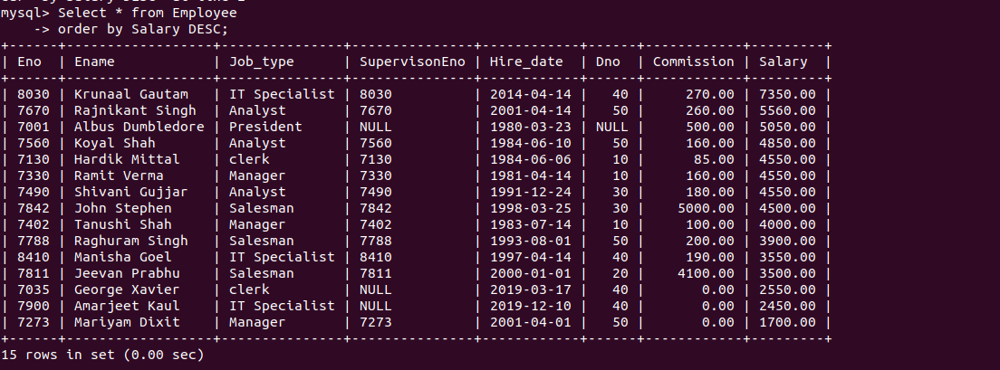 mysql> Select * from Employee
    -> order by Salary DESC;
+------+------------------+---------------+---------------+------------+------+------------+---------+
| Eno  | Ename            | Job_type      | SupervisonEno | Hire_date  | Dno  | Commission | Salary  |
+------+------------------+---------------+---------------+------------+------+------------+---------+
| 8030 | Krunaal Gautam   | IT Specialist | 8030          | 2014-04-14 |   40 |     270.00 | 7350.00 |
| 7670 | Rajnikant Singh  | Analyst       | 7670          | 2001-04-14 |   50 |     260.00 | 5560.00 |
| 7001 | Albus Dumbledore | President     | NULL          | 1980-03-23 | NULL |     500.00 | 5050.00 |
| 7560 | Koyal Shah       | Analyst       | 7560          | 1984-06-10 |   50 |     160.00 | 4850.00 |
| 7130 | Hardik Mittal    | clerk         | 7130          | 1984-06-06 |   10 |      85.00 | 4550.00 |
| 7330 | Ramit Verma      | Manager       | 7330          | 1981-04-14 |   10 |     160.00 | 4550.00 |
| 7490 | Shivani Gujjar   | Analyst       | 7490          | 1991-12-24 |   30 |     180.00 | 4550.00 |
| 7842 | John Stephen     | Salesman      | 7842          | 1998-03-25 |   30 |    5000.00 | 4500.00 |
| 7402 | Tanushi Shah     | Manager       | 7402          | 1983-07-14 |   10 |     100.00 | 4000.00 |
| 7788 | Raghuram Singh   | Salesman      | 7788          | 1993-08-01 |   50 |     200.00 | 3900.00 |
| 8410 | Manisha Goel     | IT Specialist | 8410          | 1997-04-14 |   40 |     190.00 | 3550.00 |
| 7811 | Jeevan Prabhu    | Salesman      | 7811          | 2000-01-01 |   20 |    4100.00 | 3500.00 |
| 7035 | George Xavier    | clerk         | NULL          | 2019-03-17 |   40 |       0.00 | 2550.00 |
| 7900 | Amarjeet Kaul    | IT Specialist | NULL          | 2019-12-10 |   40 |       0.00 | 2450.00 |
| 7273 | Mariyam Dixit    | Manager       | 7273          | 2001-04-01 |   50 |       0.00 | 1700.00 |
+------+------------------+---------------+---------------+------------+------+------------+---------+
15 rows in set (0.00 sec)